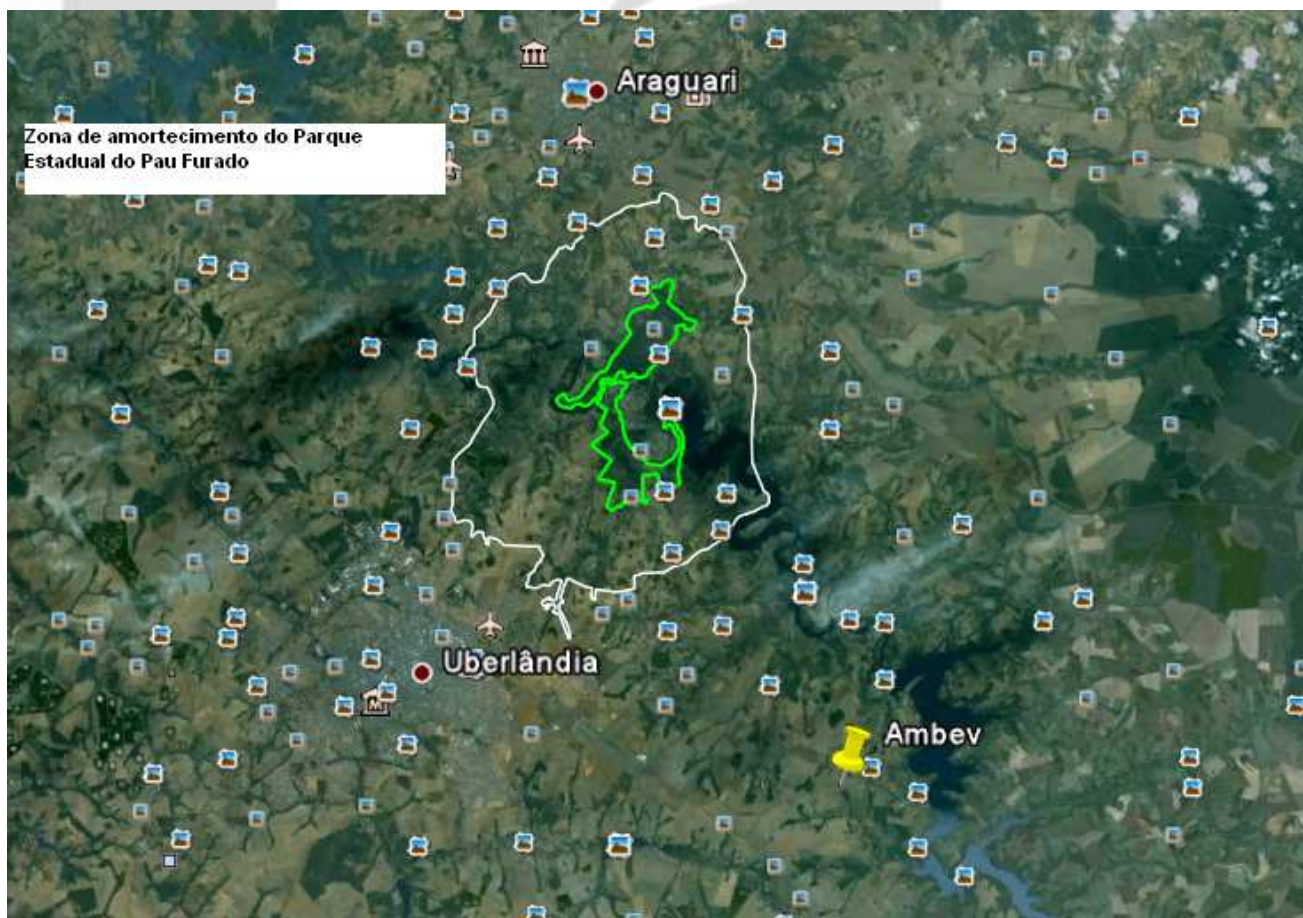 Araguari
Zona de amortecimento do Parque
Estadual do Pau Furado
Uberlândia
Ambev